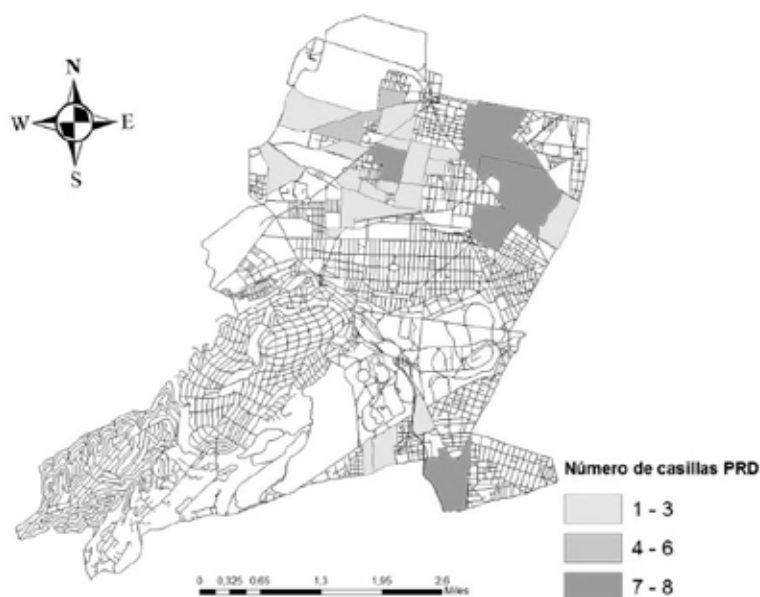 N
W E
S
Número de casillas PRD
1 - 3
4 - 6
7 - 8
0 0,325 0,65 1,3 1,95 2,6
Miles